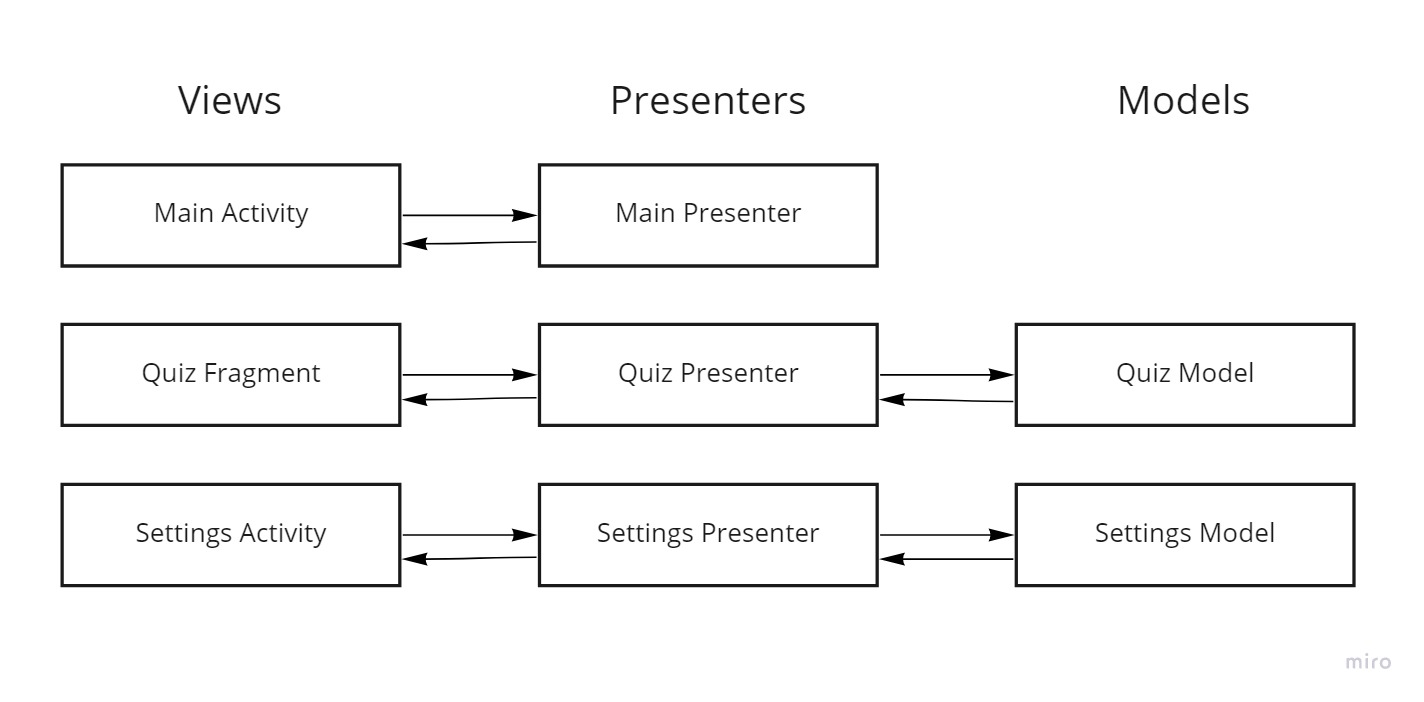 Views
Presenters
Models
Main Activity
Main Presenter
Quiz Fragment
Quiz Presenter
Quiz Model
Settings Activity
Settings Presenter
Settings Model
miro